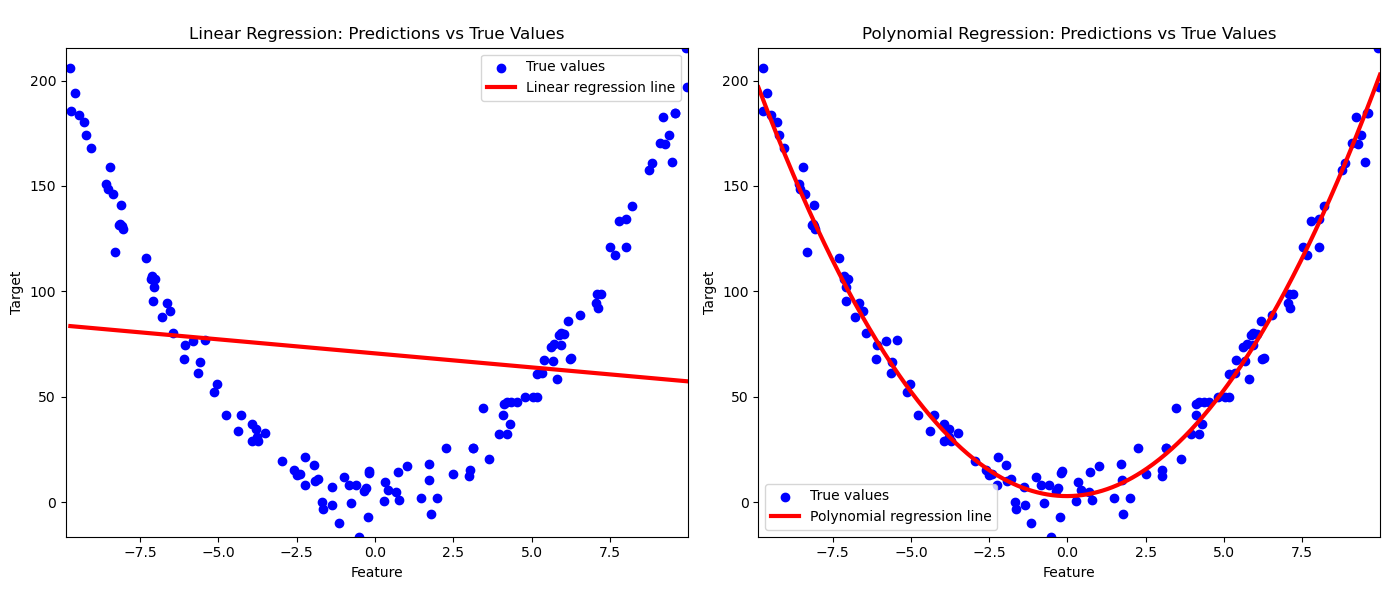 Linear Regression: Predictions vs True Values
True values
Linear regression line
Target
200
150
100
50
0
−7.5 −5.0 −2.5 0.0 2.5 5.0 7.5
Feature
Polynomial Regression: Predictions vs True Values
Target
200
150
100
50
0
True values
Polynomial regression line
−7.5 −5.0 −2.5 0.0 2.5 5.0 7.5
Feature